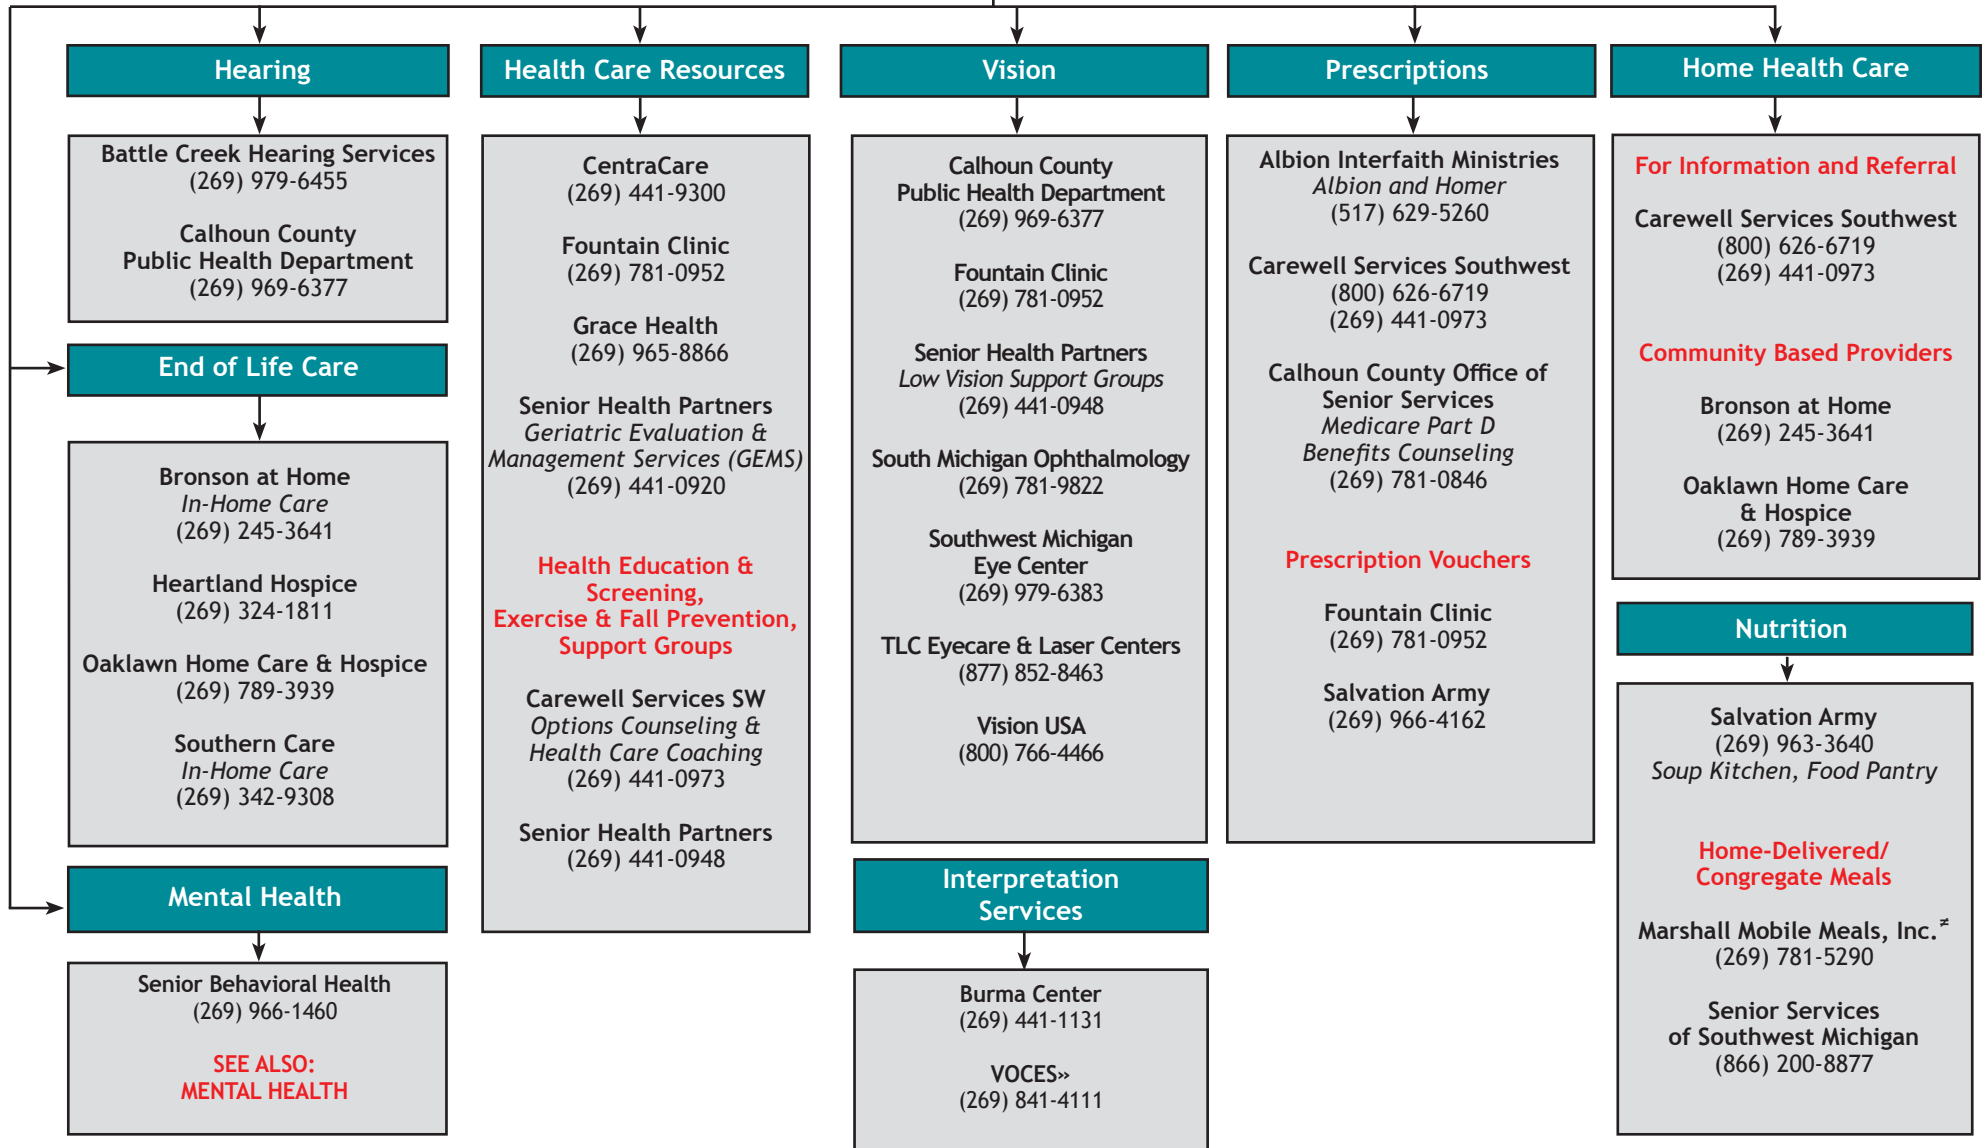 Hearing
Battle Creek Hearing Services
(269) 979-6455
Calhoun County
Public Health Department
(269) 969-6377
End of Life Care
Bronson at Home
In-Home Care
(269) 245-3641
Heartland Hospice
(269) 324-1811
Oaklawn Home Care & Hospice
(269) 789-3939
Southern Care
In-Home Care
(269) 342-9308
Mental Health
Senior Behavioral Health
(269) 966-1460
SEE ALSO:
MENTAL HEALTH
Health Care Resources
CentraCare
(269) 441-9300
Fountain Clinic
(269) 781-0952
Grace Health
(269) 965-8866
Senior Health Partners
Geriatric Evaluation &
Management Services (GEMS)
(269) 441-0920
Health Education &
Screening,
Exercise & Fall Prevention,
Support Groups
Carewell Services SW
Options Counseling &
Health Care Coaching
(269) 441-0973
Senior Health Partners
(269) 441-0948
Vision
Calhoun County
Public Health Department
(269) 969-6377
Fountain Clinic
(269) 781-0952
Senior Health Partners
Low Vision Support Groups
(269) 441-0948
South Michigan Ophthalmology
(269) 781-9822
Southwest Michigan
Eye Center
(269) 979-6383
TLC Eyecare & Laser Centers
(877) 852-8463
Vision USA
(800) 766-4466
Interpretation
Services
Burma Center
(269) 441-1131
VOCES»
(269) 841-4111
Prescriptions
Albion Interfaith Ministries
Albion and Homer
(517) 629-5260
Carewell Services Southwest
(800) 626-6719
(269) 441-0973
Calhoun County Office of
Senior Services
Medicare Part D
Benefits Counseling
(269) 781-0846
Prescription Vouchers
Fountain Clinic
(269) 781-0952
Salvation Army
(269) 966-4162
Home Health Care
For Information and Referral
Carewell Services Southwest
(800) 626-6719
(269) 441-0973
Community Based Providers
Bronson at Home
(269) 245-3641
Oaklawn Home Care
& Hospice
(269) 789-3939
Nutrition
Salvation Army
(269) 963-3640
Soup Kitchen, Food Pantry
Home-Delivered/
Congregate Meals
Marshall Mobile Meals, Inc.≠
(269) 781-5290
Senior Services
of Southwest Michigan
(866) 200-8877